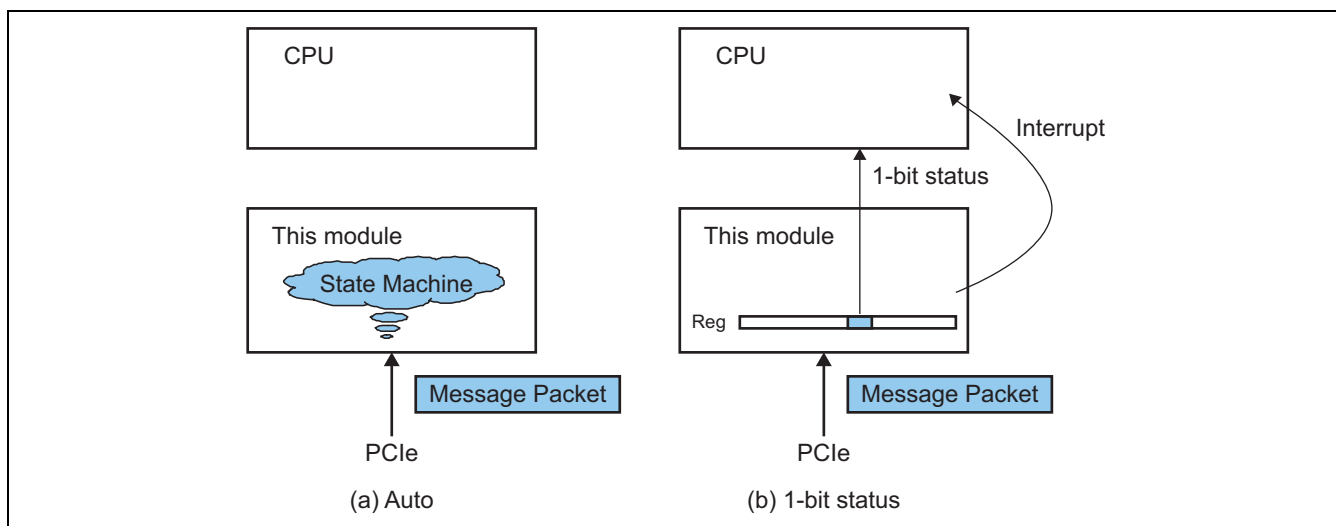 CPU
This module
State Machine
Message Packet
PCIe
(a) Auto
CPU
Interrupt
1-bit status
This module
Reg
Message Packet
PCIe
(b) 1-bit status